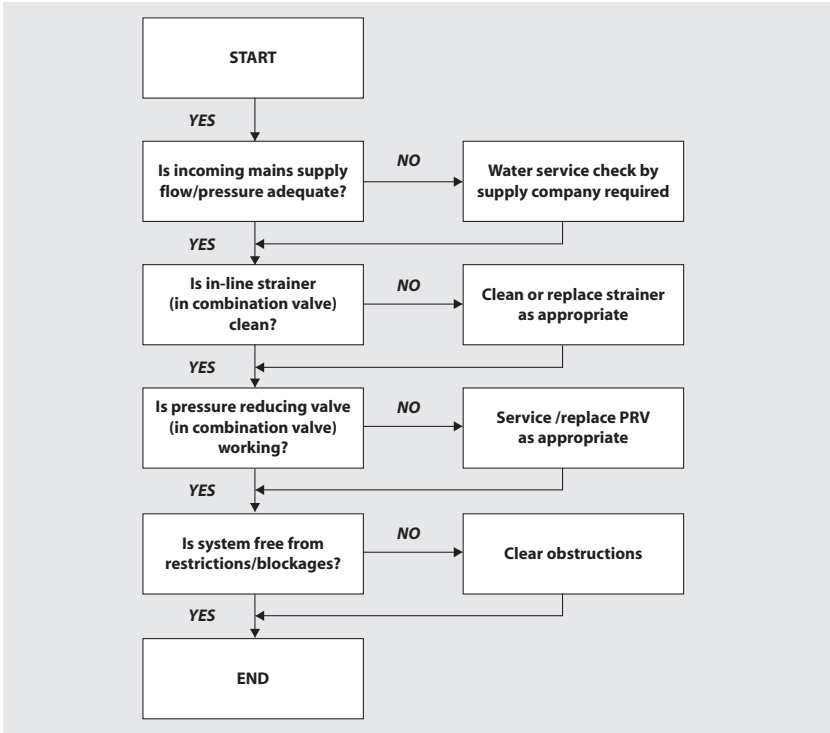 START
YES
Is incoming mains supply
flow/pressure adequate?
NO
Water service check by
supply company required
YES
Is in-line strainer
(in combination valve)
clean?
NO
Clean or replace strainer
as appropriate
YES
Is pressure reducing valve
(in combination valve)
working?
NO
Service /replace PRV
as appropriate
YES
Is system free from
restrictions/blockages?
NO
Clear obstructions
YES
END